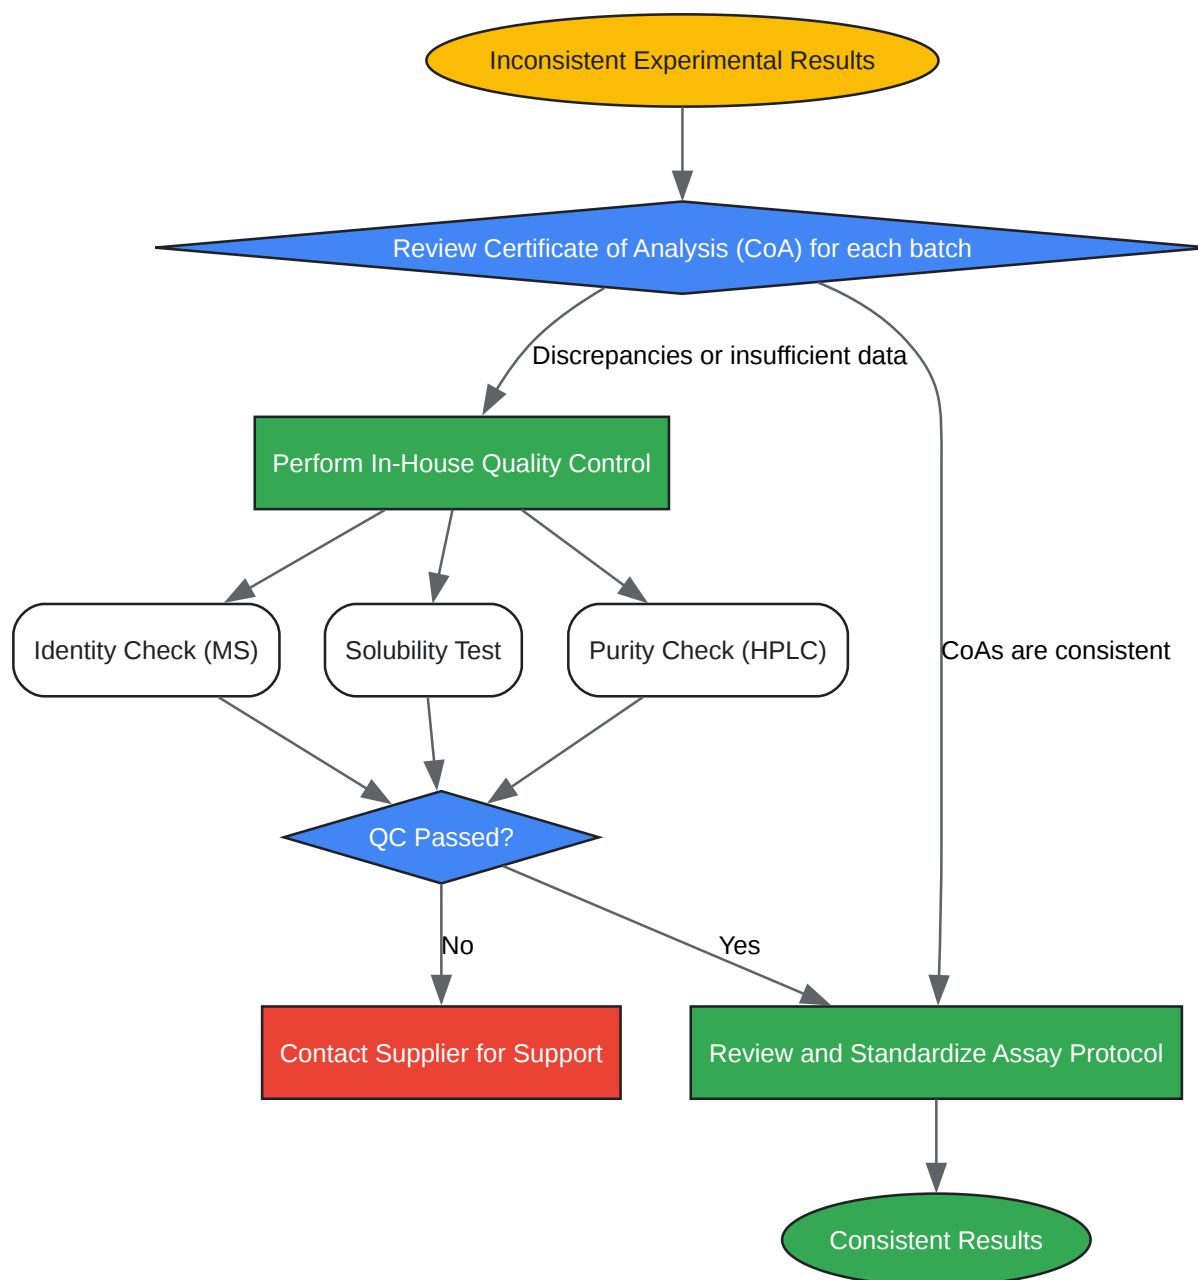 Inconsistent Experimental Results
Review Certificate of Analysis (CoA) for each batch
Discrepancies or insufficient data
Perform In-House Quality Control
Identity Check (MS)
Solubility Test
Purity Check (HPLC)
CoAs are consistent
QC Passed?
No
Yes
Contact Supplier for Support
Review and Standardize Assay Protocol
Consistent Results